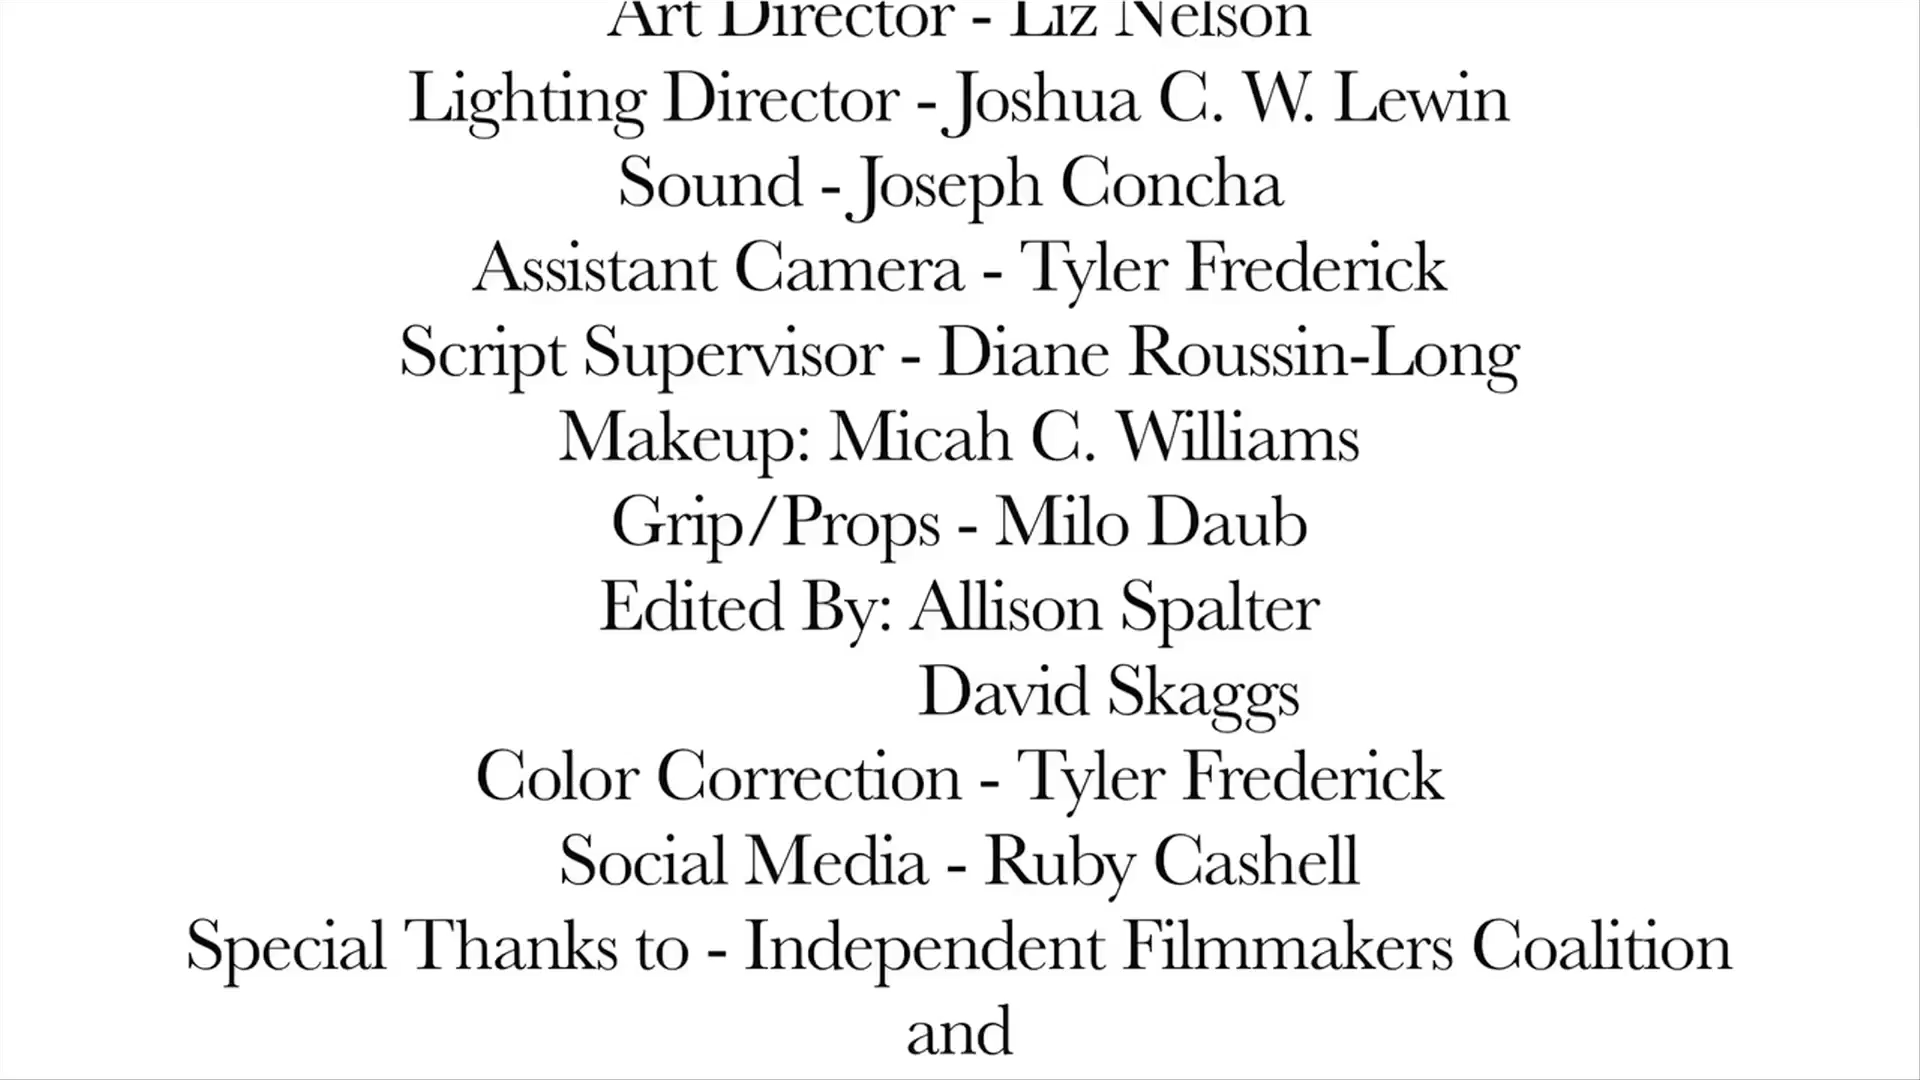 Art Director - Liz Nelson
Lighting Director - Joshua C. W. Lewin
Sound - Joseph Concha
Assistant Camera - Tyler Frederick
Script Supervisor - Diane Roussin-Long
Makeup: Micah C. Williams
Grip/Props - Milo Daub
Edited By: Allison Spalter
David Skaggs
Color Correction - Tyler Frederick
Social Media - Ruby Cashell
Special Thanks to - Independent Filmmakers Coalition
and